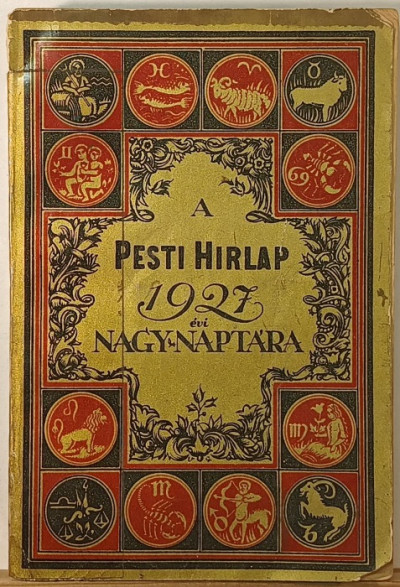 A
PESTI HIRLAP
1927
évi
NAGY NAPTÁRA